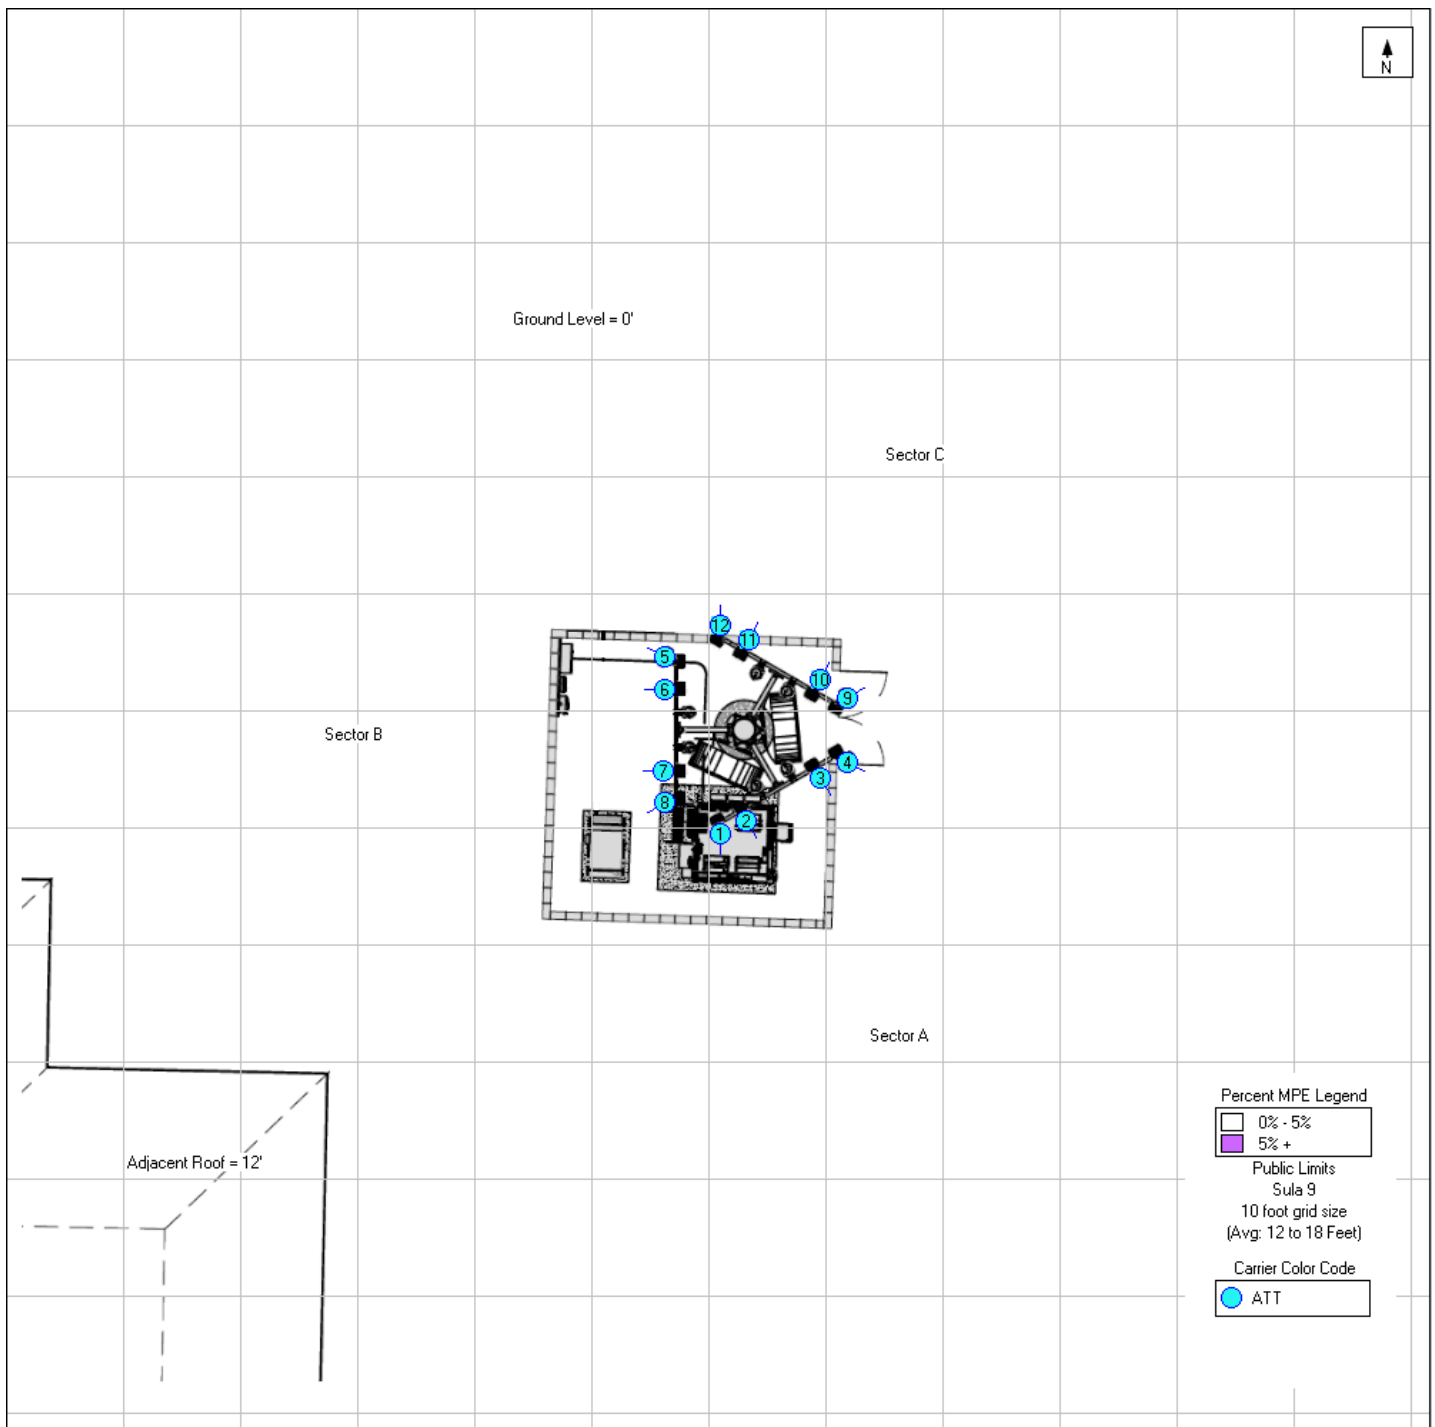 N
Ground Level = 0'
Sector C
12
11
5
10
6
9
Sector B
4
7
3
8
2
1
Sector A
Percent MPE Legend
0% - 5%
5% +
Public Limits
Sula 9
10 foot grid size
(Avg: 12 to 18 Feet)
Adjacent Roof = 12'
Carrier Color Code
ATT